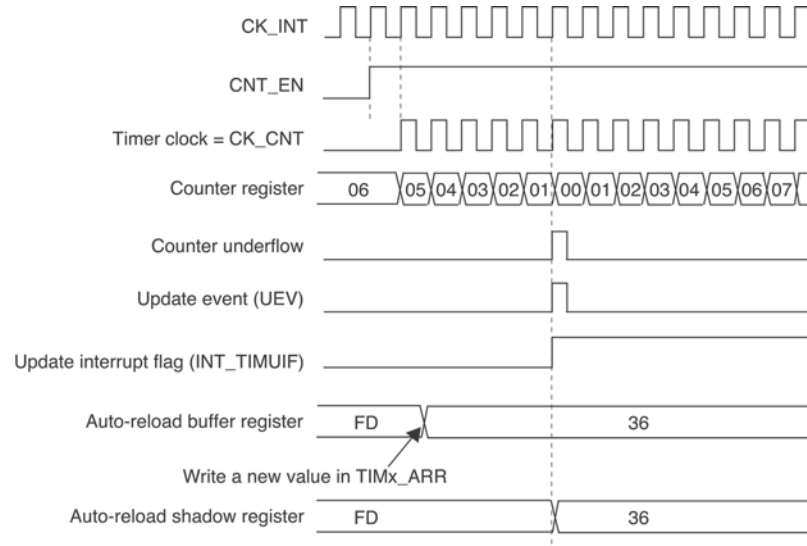 CK_INT
CNT_EN
Timer clock = CK_CNT
Counter register 06 05 04 03 02 01 00 01 02 03 04 05 06 07
Counter underflow
Update event (UEV)
Update interrupt flag (INT_TIMUIF)
Auto-reload buffer register FD 36
Write a new value in TIMx_ARR
Auto-reload shadow register FD 36